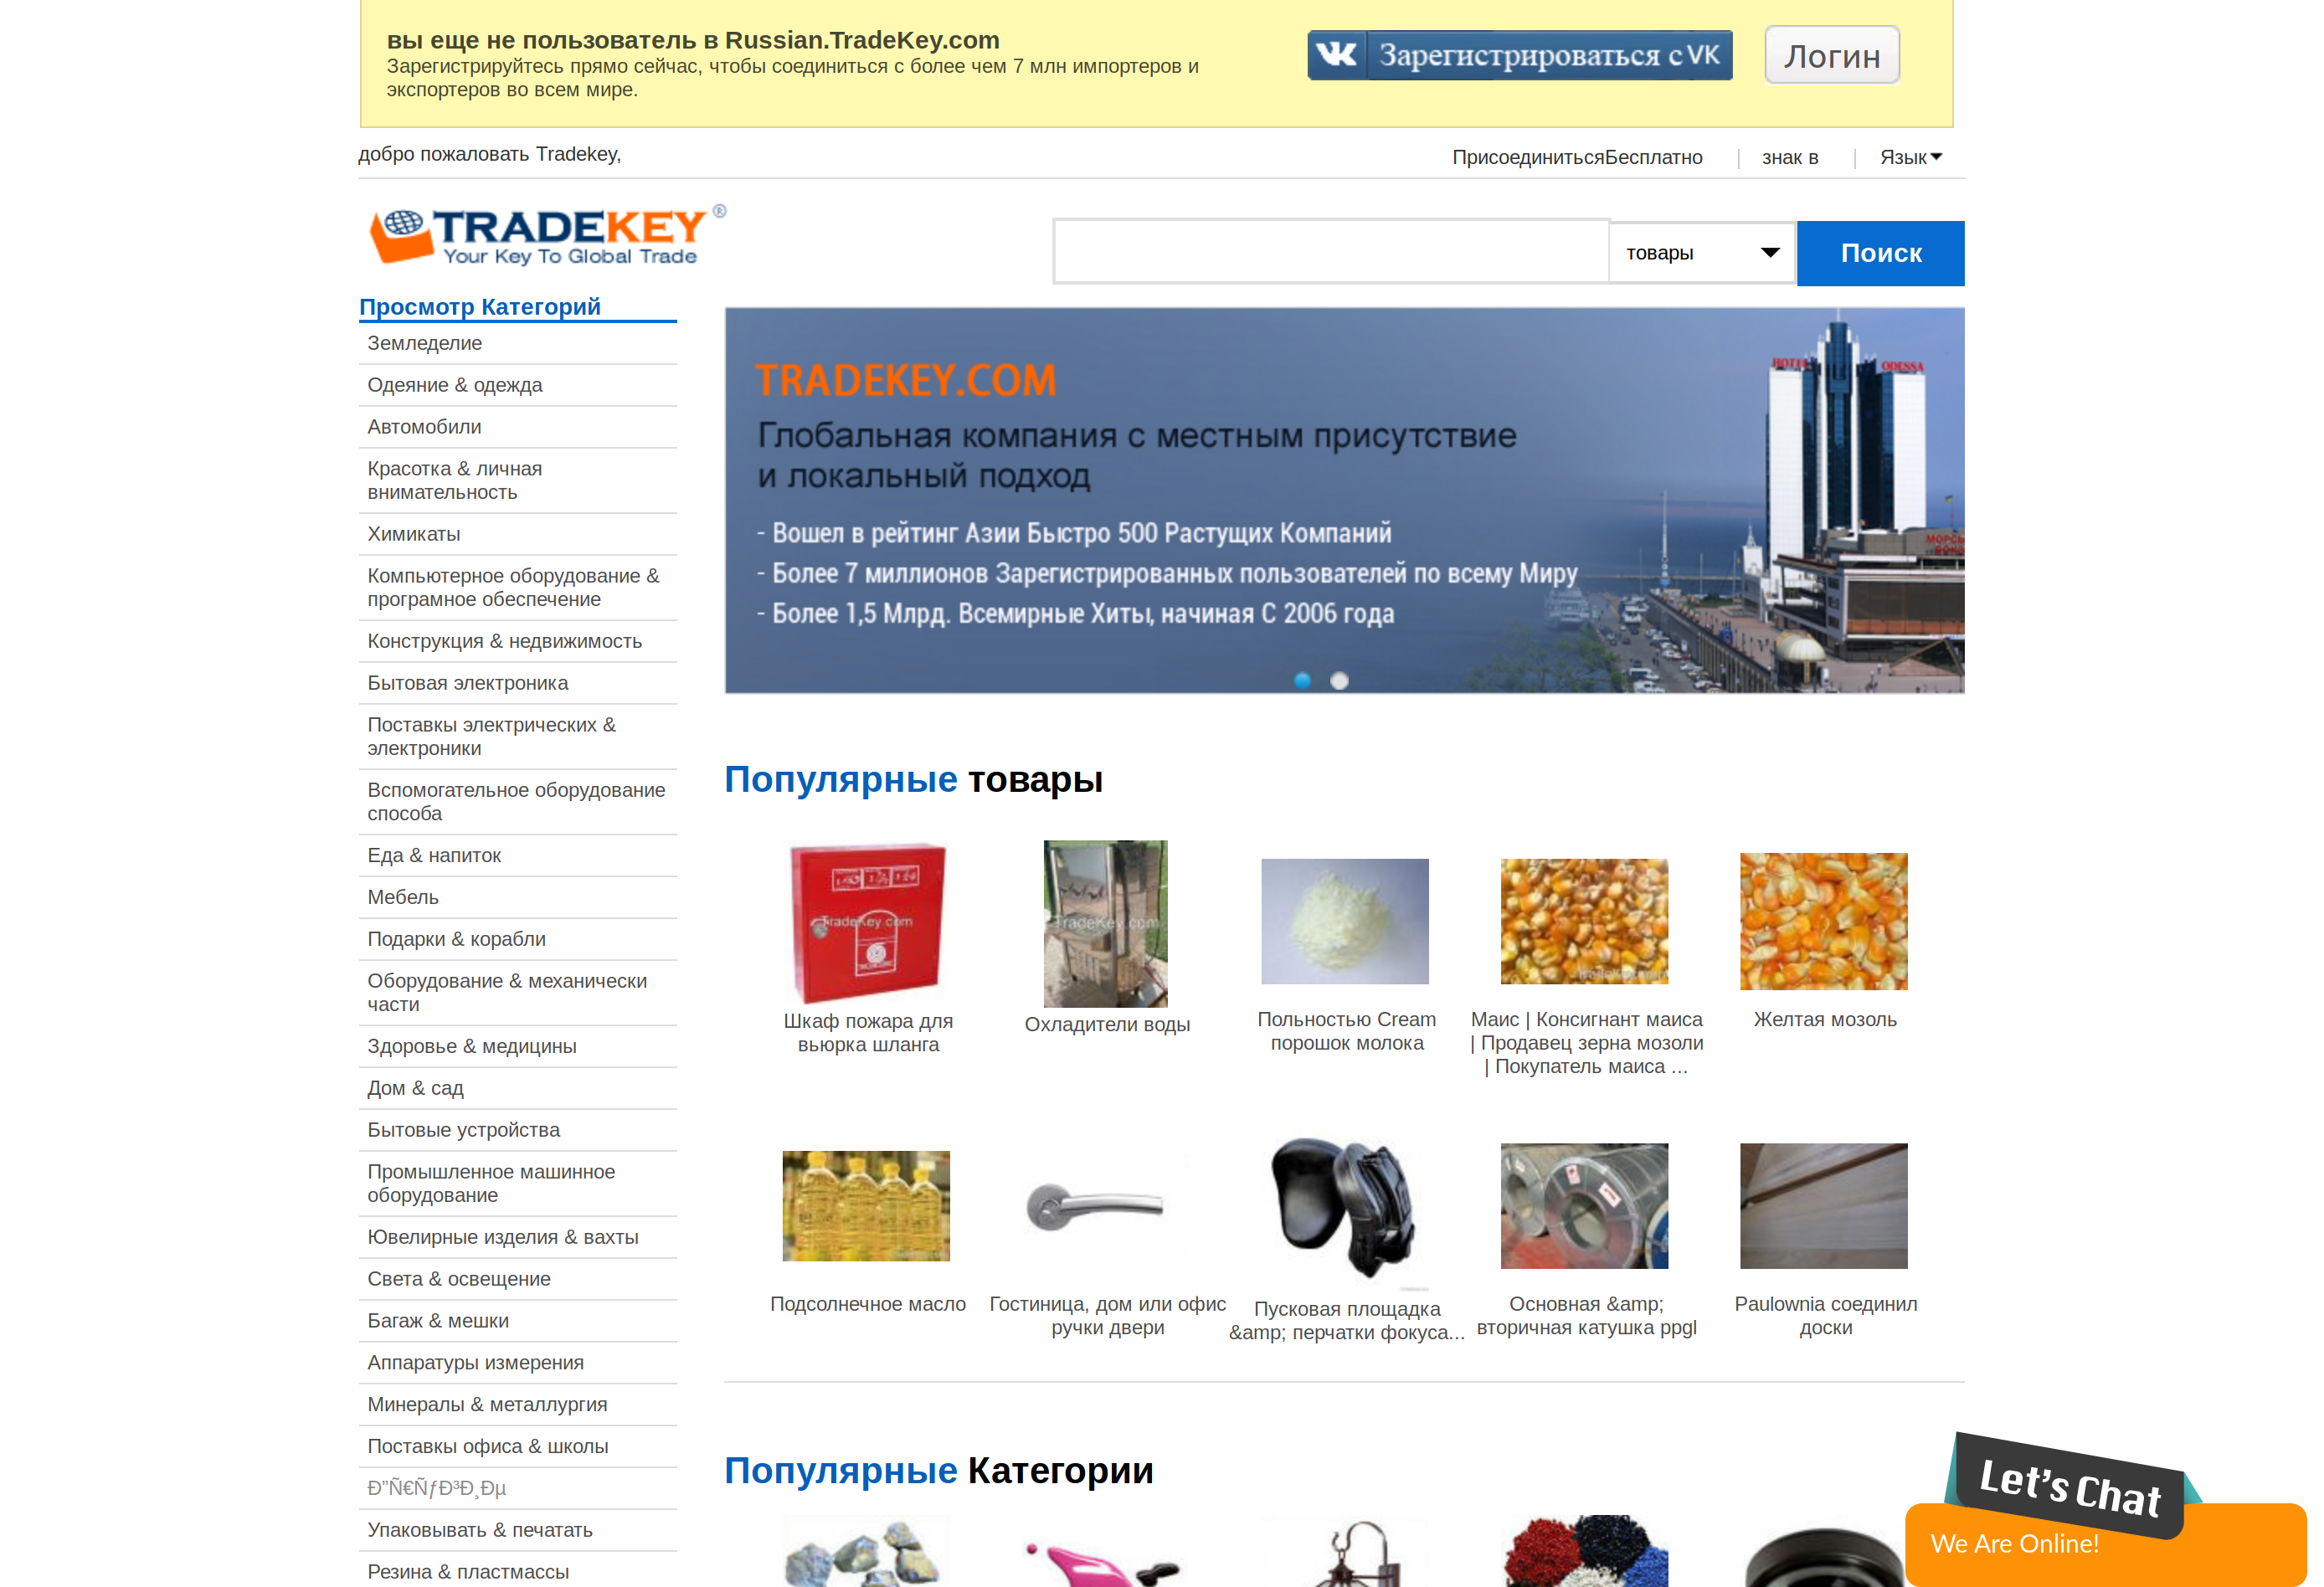 вы еще не пользователь в Russian.TradeKey.com
Зарегистрируйтесь прямо сейчас, чтобы соединиться с более чем 7 млн импортеров и
экспортеров во всем мире.
Зарегистрироваться с VK
Логин
добро пожаловать Tradekey,
ПрисоединитьсяБесплатно
знак в
Язык
TRADEKEY ®
Your Key To Global Trade
товары
Поиск
Просмотр Категорий
Земледелие
Одеяние & одежда
Автомобили
Красотка & личная
внимательность
Химикаты
Компьютерное оборудование &
програмное обеспечение
Конструкция & недвижимость
Бытовая электроника
Поставкы электрических &
электроники
Вспомогательное оборудование
способа
Еда & напиток
Мебель
Подарки & корабли
Оборудование & механически
части
Здоровье & медицины
Дом & сад
Бытовые устройства
Промышленное машинное
оборудование
Ювелирные изделия & вахты
Света & освещение
Багаж & мешки
Аппаратуры измерения
Минералы & металлургия
Поставкы офиса & школы
Ð”Ñ€ÑƒÐ³Ð¸Ðµ
Упаковывать & печатать
Резина & пластмассы
TRADEKEY.COM
Глобальная компания с местным присутствие
и локальный подход
- Вошел в рейтинг Азии Быстро 500 Растущих Компаний
- Более 7 миллионов Зарегистрированных пользователей по всему Миру
- Более 1,5 Млрд. Всемирные Хиты, начиная С 2006 года
HOTEL ODESSA
Популярные товары
TradeKey.com
TradeKey.com
Шкаф пожара для
вьюрка шланга
Охладители воды
Польностью Cream
порошок молока
Маис | Консигнант маиса
| Продавец зерна мозоли
| Покупатель маиса ...
Желтая мозоль
Подсолнечное масло
Гостиница, дом или офис
ручки двери
Пусковая площадка
&amp; перчатки фокуса...
Основная &amp;
вторичная катушка ppgl
Paulownia соединил
доски
Популярные Категории
Let's Chat
We Are Online!